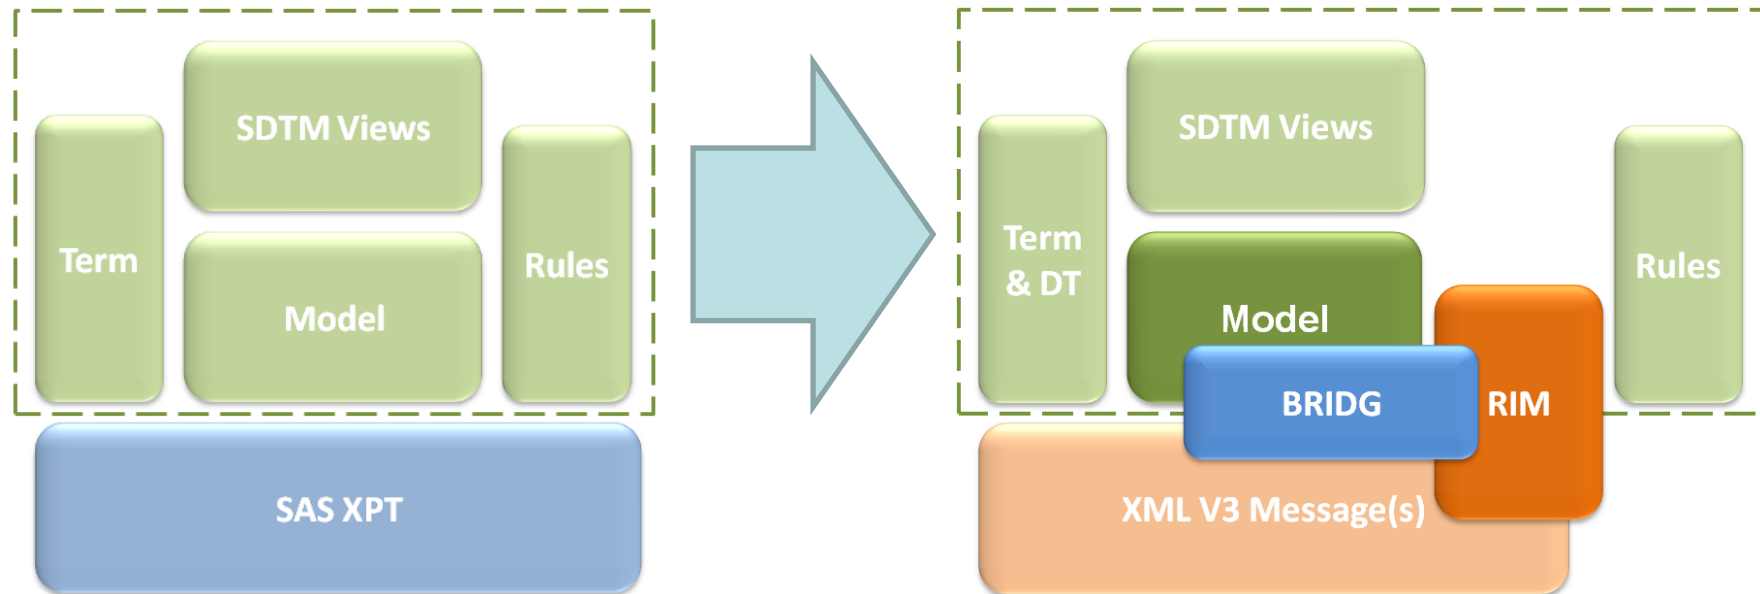 SDTM Views
Term
Rules
Model
SAS XPT
SDTM Views
Term
& DT
Rules
Model
BRIDG
RIM
XML V3 Message(s)